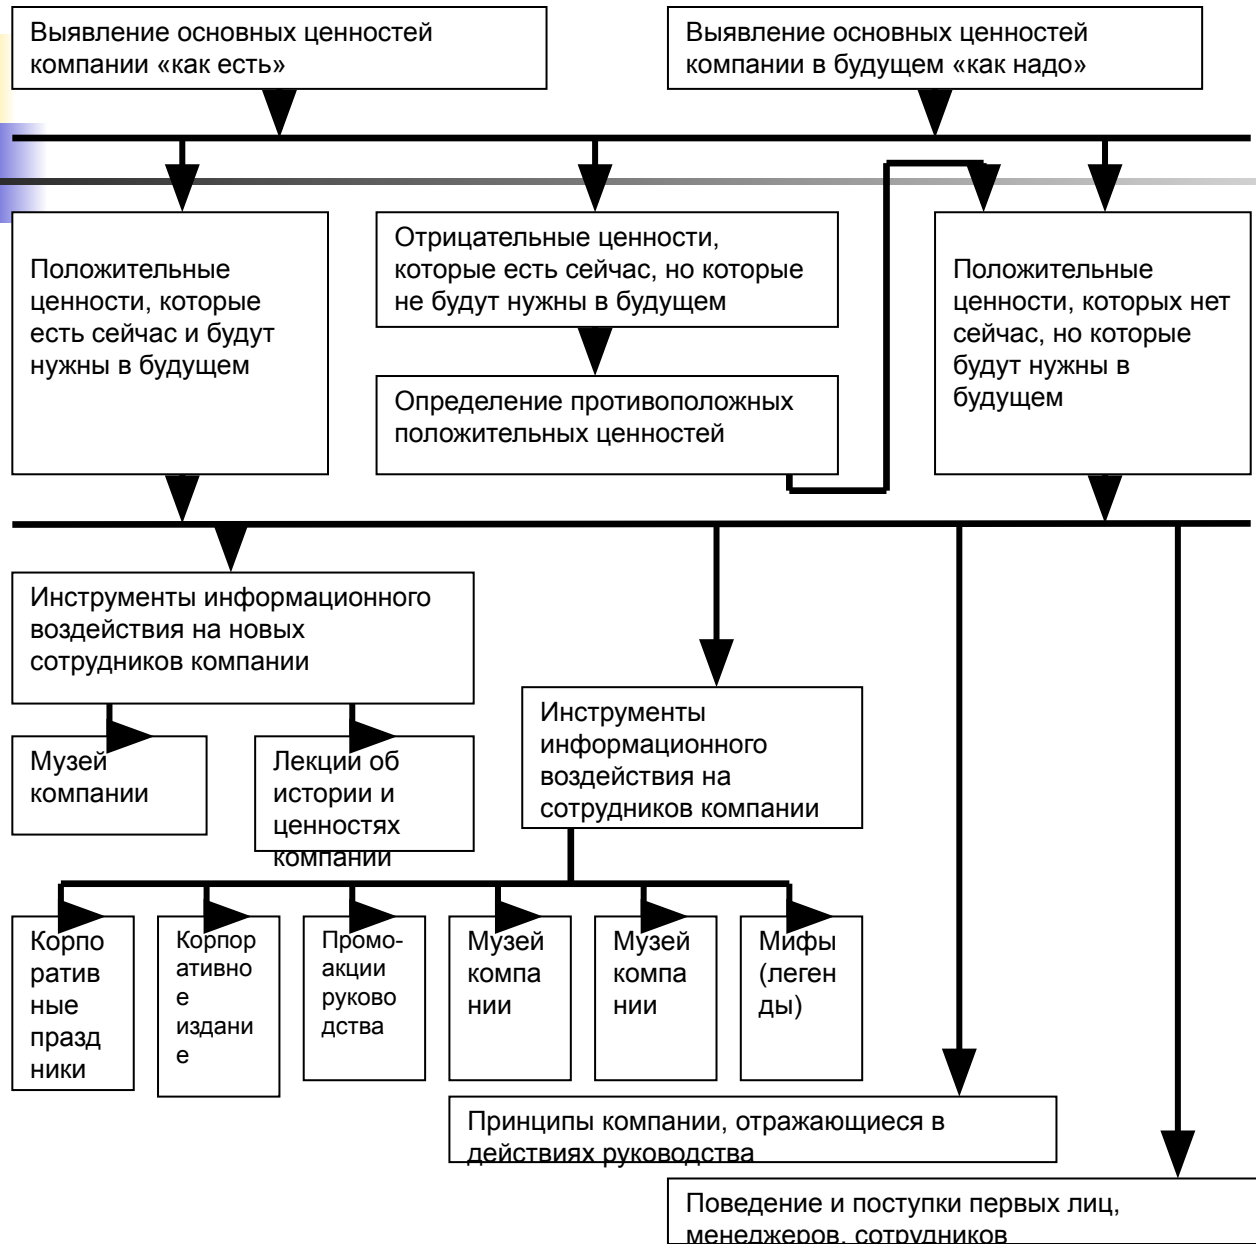 Выявление основных ценностей
компании «как есть»
Выявление основных ценностей
компании в будущем «как надо»
Положительные
ценности, которые
есть сейчас и будут
нужны в будущем
Отрицательные ценности,
которые есть сейчас, но которые
не будут нужны в будущем
Определение противоположных
положительных ценностей
Положительные
ценности, которых нет
сейчас, но которые
будут нужны в
будущем
Инструменты информационного
воздействия на новых
сотрудников компании
Музей
компании
Лекции об
истории и
ценностях
компании
Инструменты
информационного
воздействия на
сотрудников компании
Корпо
ратив
ные
празд
ники
Корпор
ативно
е
издани
е
Промо-
акции
руково
дства
Музей
компа
нии
Музей
компа
нии
Мифы
(леген
ды)
Принципы компании, отражающиеся в
действиях руководства
Поведение и поступки первых лиц,
менеджеров, сотрудников